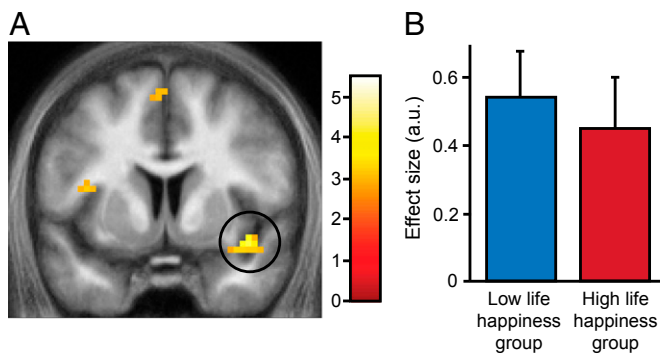 A
5
4
3
2
1
0
B
Effect size (a.u.)
0.6
0.4
0.2
0
Low life
happiness
group
High life
happiness
group